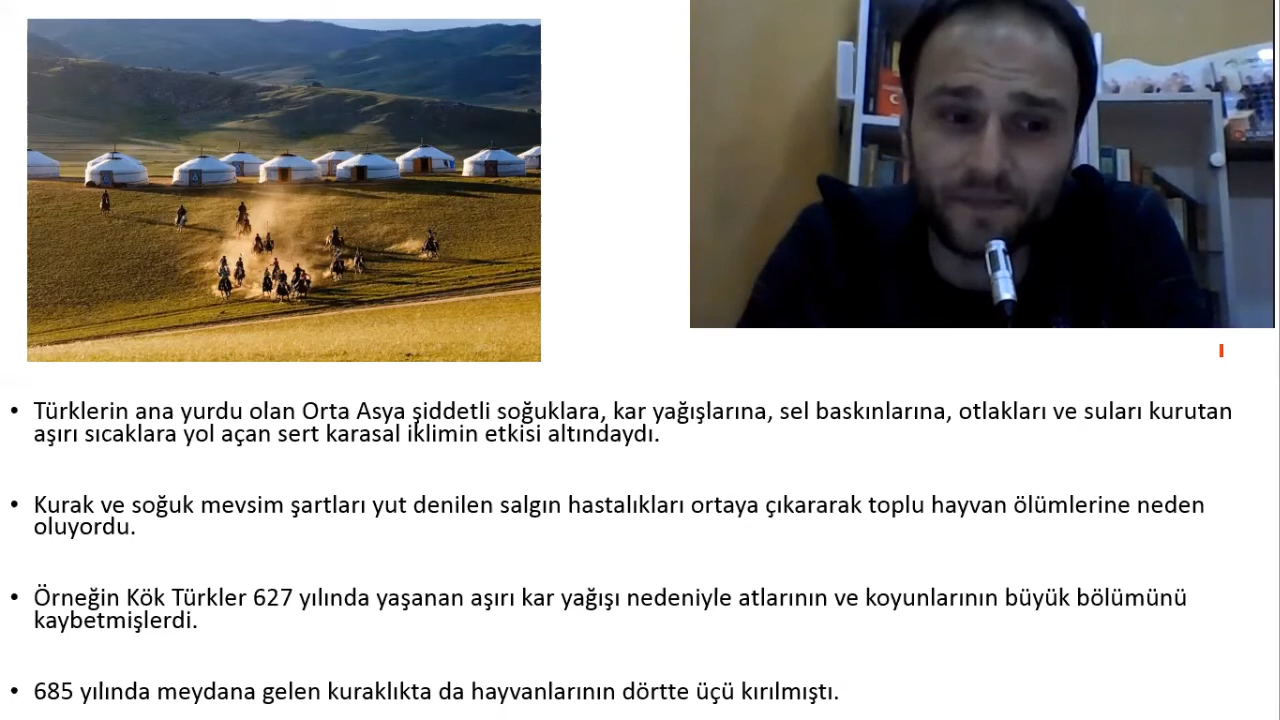 • Türklerin ana yurdu olan Orta Asya şiddetli soğuklara, kar yağışlarına, sel baskınlarına, otlakları ve suları kurutan
aşırı sıcaklara yol açan sert karasal iklimin etkisi altındaydı.
• Kurak ve soğuk mevsim şartları yut denilen salgın hastalıkları ortaya çıkararak toplu hayvan ölümlerine neden
oluyordu.
• Örneğin Kök Türkler 627 yılında yaşanan aşırı kar yağışı nedeniyle atlarının ve koyunlarının büyük bölümünü
kaybetmişlerdi.
• 685 yılında meydana gelen kuraklıkta da hayvanlarının dörtte üçü kırılmıştı.